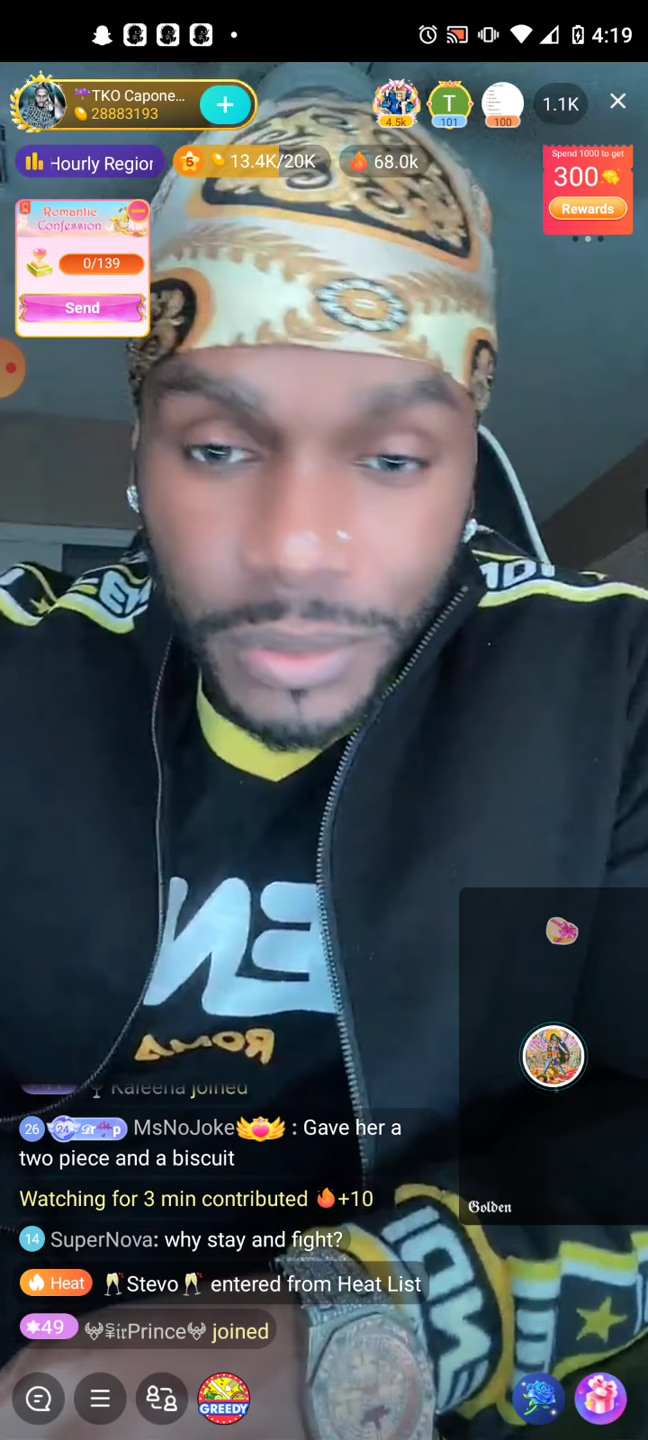 4:19
TKO Capone...
28883193
4.5k
T
101
100
1.1K
Hourly Region
5
13.4K/20K
68.0k
Spend 1000 to get
300
Rewards
Romantic
Confession
0/139
Send
EN
ROMA
Kaleena joined
26 MsNoJoke : Gave her a
two piece and a biscuit
Watching for 3 min contributed +10
14 SuperNova: why stay and fight?
Heat Stevo entered from Heat List
49 SirPrince joined
Golden
GREEDY